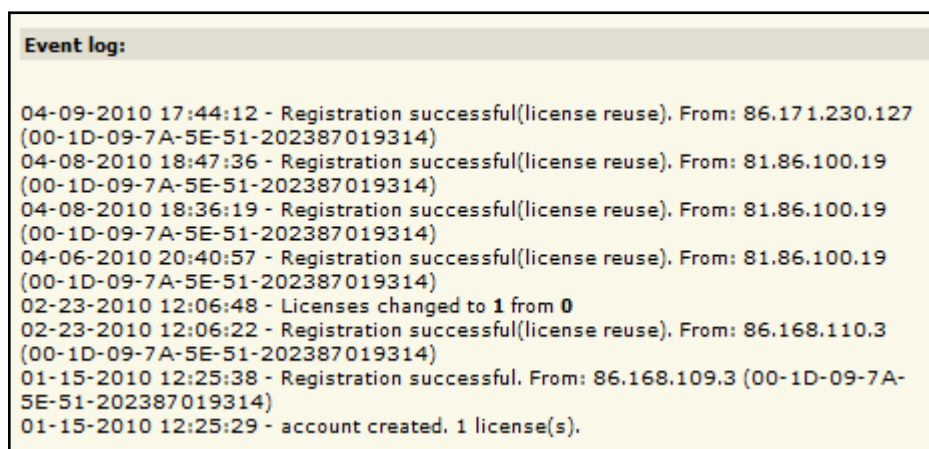 Event log:
04-09-2010 17:44:12 - Registration successful(license reuse). From: 86.171.230.127
(00-1D-09-7A-5E-51-202387019314)
04-08-2010 18:47:36 - Registration successful(license reuse). From: 81.86.100.19
(00-1D-09-7A-5E-51-202387019314)
04-08-2010 18:36:19 - Registration successful(license reuse). From: 81.86.100.19
(00-1D-09-7A-5E-51-202387019314)
04-06-2010 20:40:57 - Registration successful(license reuse). From: 81.86.100.19
(00-1D-09-7A-5E-51-202387019314)
02-23-2010 12:06:48 - Licenses changed to 1 from 0
02-23-2010 12:06:22 - Registration successful(license reuse). From: 86.168.110.3
(00-1D-09-7A-5E-51-202387019314)
01-15-2010 12:25:38 - Registration successful. From: 86.168.109.3 (00-1D-09-7A-
5E-51-202387019314)
01-15-2010 12:25:29 - account created. 1 license(s).